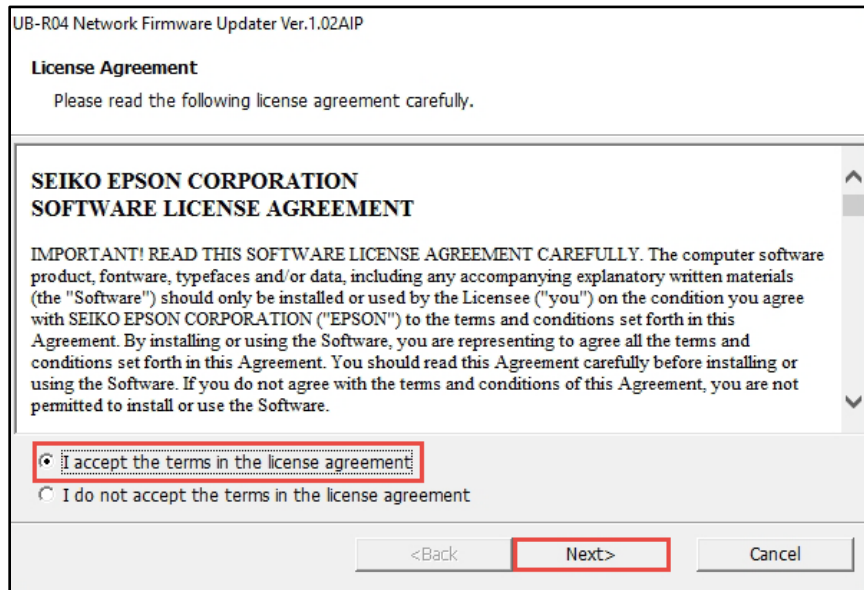 UB-R04 Network Firmware Updater Ver.1.02AIP
License Agreement
Please read the following license agreement carefully.
SEIKO EPSON CORPORATION
SOFTWARE LICENSE AGREEMENT
IMPORTANT! READ THIS SOFTWARE LICENSE AGREEMENT CAREFULLY. The computer software
product, fontware, typefaces and/or data, including any accompanying explanatory written materials
(the "Software") should only be installed or used by the Licensee ("you") on the condition you agree
with SEIKO EPSON CORPORATION ("EPSON") to the terms and conditions set forth in this
Agreement. By installing or using the Software, you are representing to agree all the terms and
conditions set forth in this Agreement. You should read this Agreement carefully before installing or
using the Software. If you do not agree with the terms and conditions of this Agreement, you are not
permitted to install or use the Software.
I accept the terms in the license agreement
I do not accept the terms in the license agreement
<Back Next> Cancel